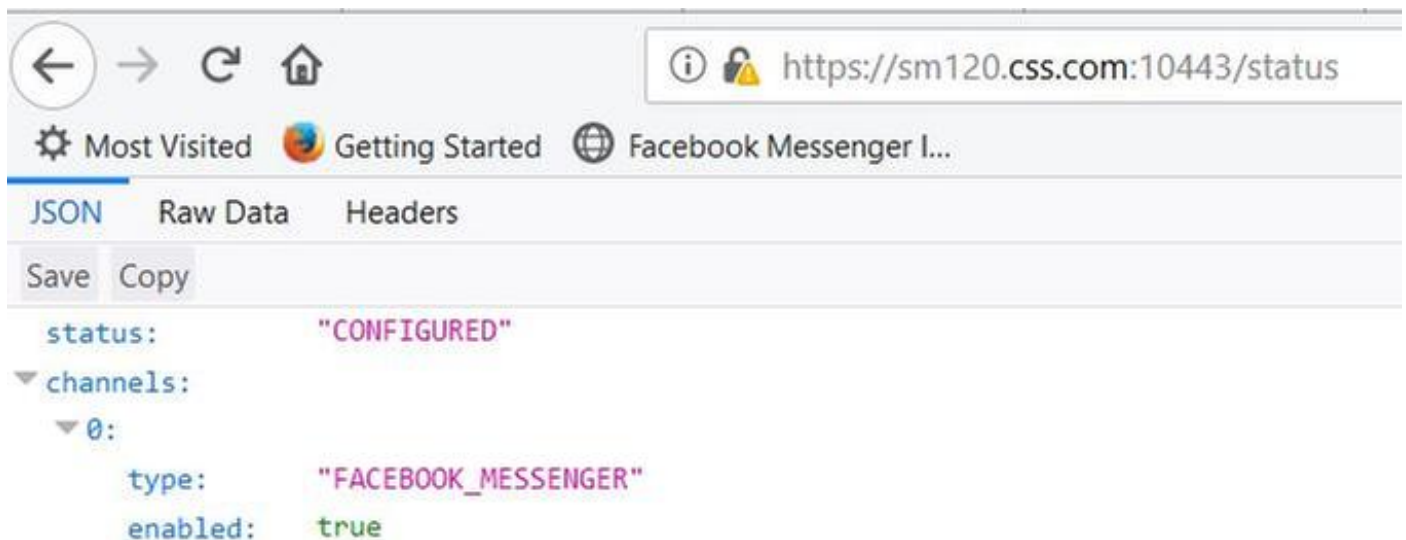 https://sm120.css.com:10443/status
Most Visited Getting Started Facebook Messenger I...
JSON Raw Data Headers
Save Copy
status: "CONFIGURED"
channels:
0:
type: "FACEBOOK_MESSENGER"
enabled: true